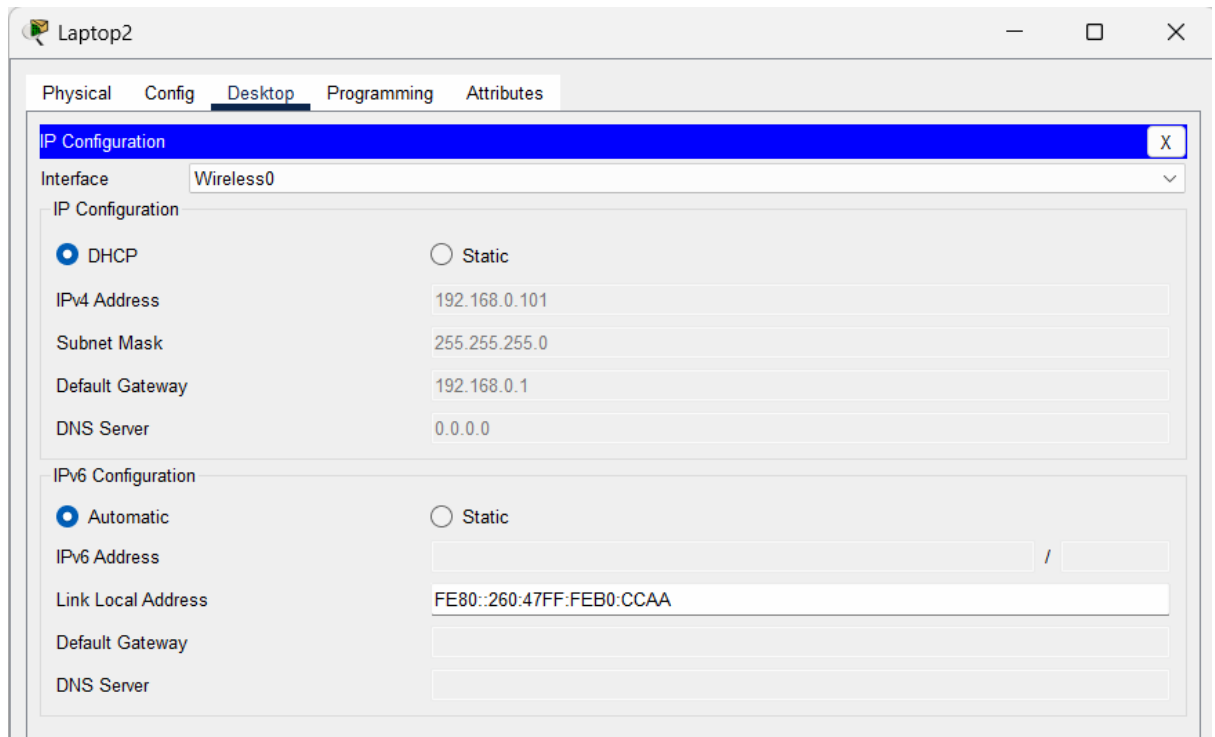 Laptop2
Physical Config Desktop Programming Attributes
IP Configuration X
Interface Wireless0
IP Configuration
DHCP Static
IPv4 Address 192.168.0.101
Subnet Mask 255.255.255.0
Default Gateway 192.168.0.1
DNS Server 0.0.0.0
IPv6 Configuration
Automatic Static
IPv6 Address /
Link Local Address FE80::260:47FF:FEB0:CCAA
Default Gateway
DNS Server